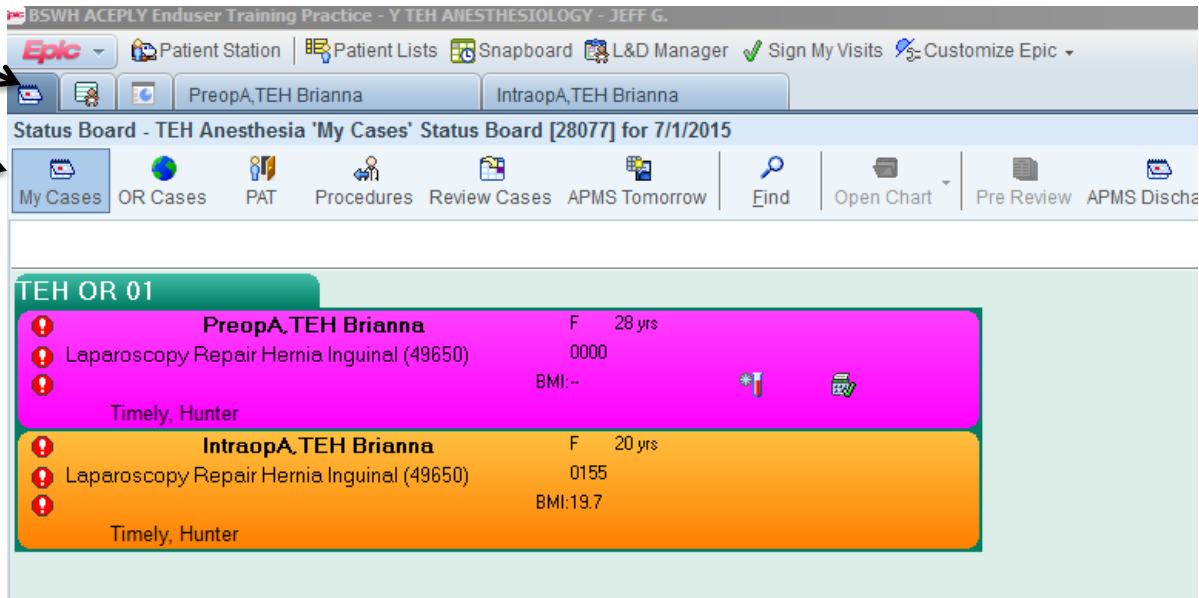 BSWH ACEPLY Enduser Training Practice - Y TEH ANESTHESIOLOGY - JEFF G.
Epic Patient Station Patient Lists Snapboard L&D Manager Sign My Visits Customize Epic
PreopA,TEH Brianna IntraopA,TEH Brianna
Status Board - TEH Anesthesia 'My Cases' Status Board [28077] for 7/1/2015
My Cases OR Cases PAT Procedures Review Cases APMS Tomorrow Find Open Chart Pre Review APMS Discha
TEH OR 01
PreopA,TEH Brianna F 28 yrs
Laparoscopy Repair Hernia Inguinal (49650) 0000
BMI:--
Timely, Hunter
IntraopA,TEH Brianna F 20 yrs
Laparoscopy Repair Hernia Inguinal (49650) 0155
BMI:19.7
Timely, Hunter